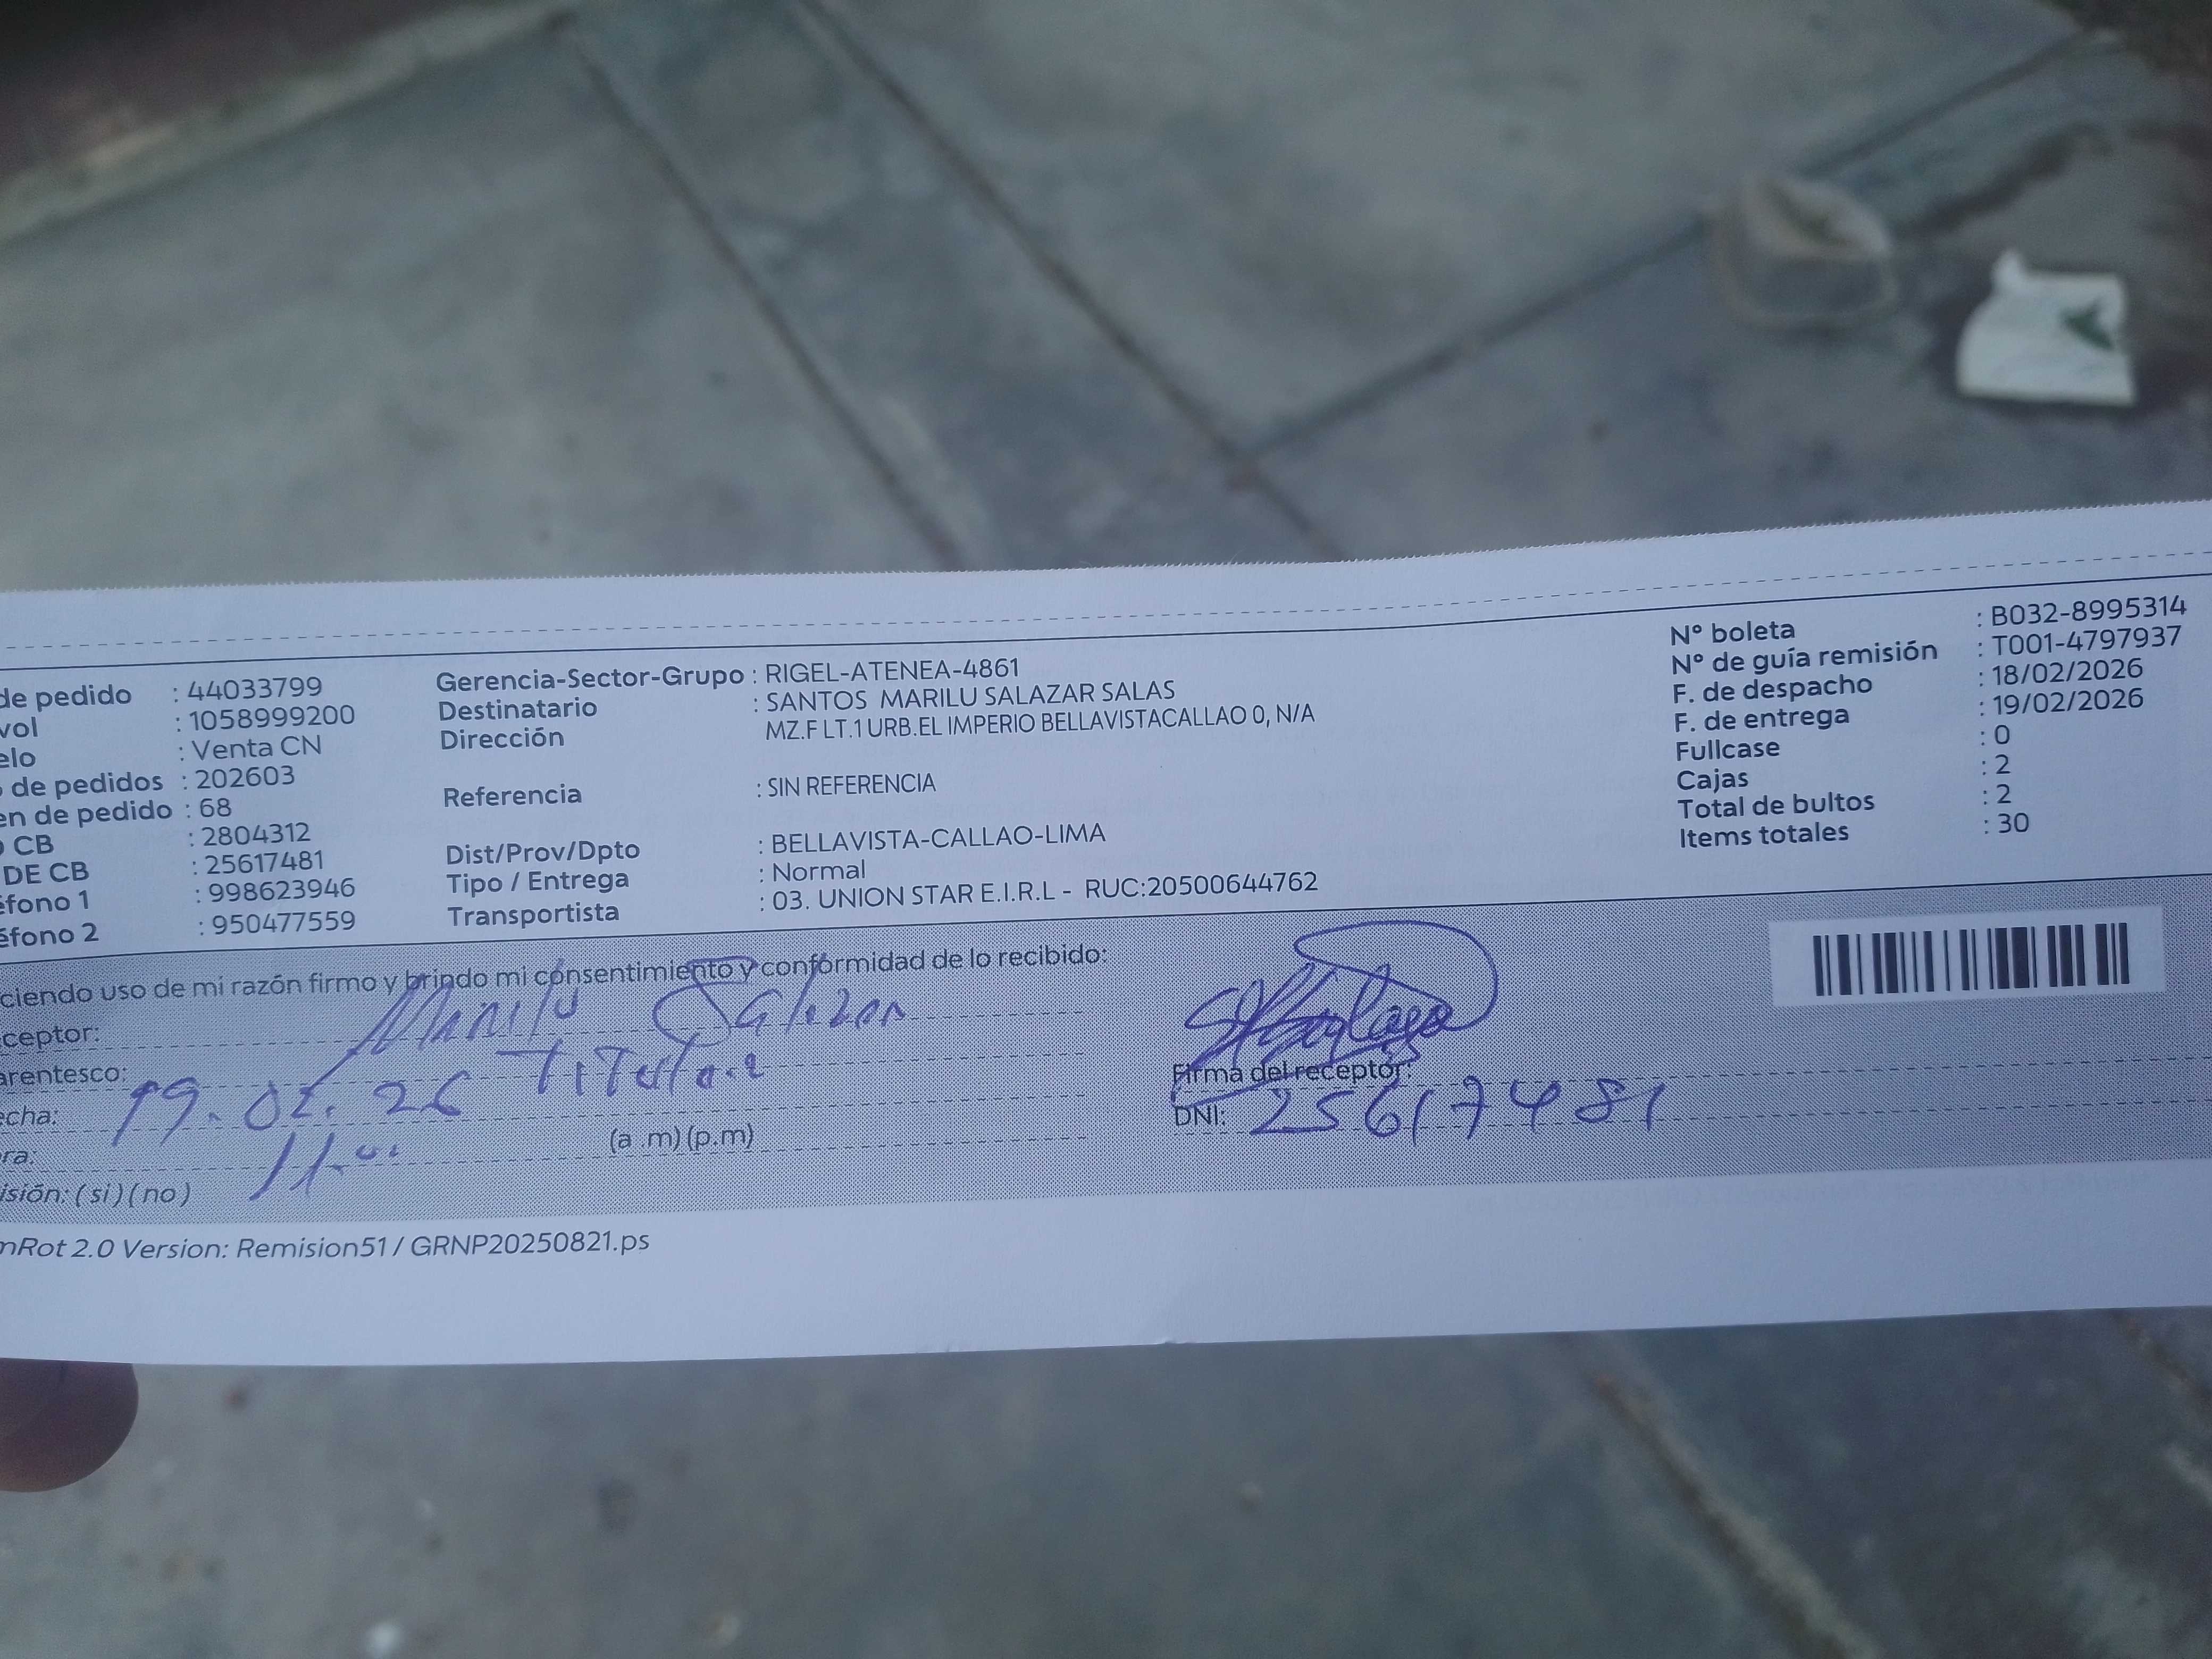 de pedido : 44033799
vol : 1058999200
elo : Venta CN
de pedidos : 202603
en de pedido : 68
CB : 2804312
DE CB : 25617481
éfono 1 : 998623946
éfono 2 : 950477559
Gerencia-Sector-Grupo : RIGEL-ATENEA-4861
Destinatario : SANTOS MARILU SALAZAR SALAS
Dirección MZ.F LT.1 URB.EL IMPERIO BELLAVISTACALLAO 0, N/A
Referencia : SIN REFERENCIA
Dist/Prov/Dpto : BELLAVISTA-CALLAO-LIMA
Tipo / Entrega : Normal
Transportista : 03. UNION STAR E.I.R.L - RUC:20500644762
N° boleta : B032-8995314
N° de guía remisión : T001-4797937
F. de despacho : 18/02/2026
F. de entrega : 19/02/2026
Fullcase : 0
Cajas : 2
Total de bultos : 2
Items totales : 30
ciendo uso de mi razón firmo y brindo mi consentimiento y conformidad de lo recibido:
ceptor: Marilu Salazar
arentesco: Titular
echa: 19.02.26
ra: 11.00 (a .m) (p.m)
isión: (si) (no)
Firma del receptor:
DNI: 25617481
nRot 2.0 Version: Remision51 / GRNP20250821.ps